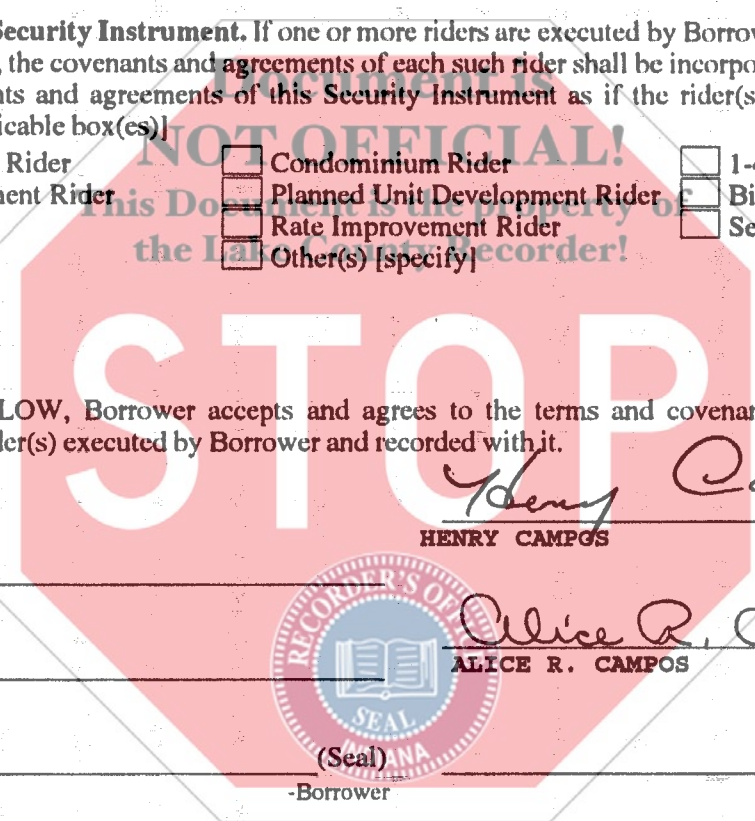 Security Instrument. If one or more riders are executed by Borrow
, the covenants and agreements of each such rider shall be incorpo
nts and agreements of this Security Instrument as if the rider(s
icable box(es)]
Document is
NOT OFFICIAL!
This Document is the property of
the Lake County Recorder!
Rider Condominium Rider 1-
nent Rider Planned Unit Development Rider Bi
Rate Improvement Rider Se
Other(s) [specify]
STOP
LOW, Borrower accepts and agrees to the terms and covenan
der(s) executed by Borrower and recorded with it.
Henry
HENRY CAMPOS
Alice R.
ALICE R. CAMPOS
RECORDER'S OFFICE
SEAL
INDIANA
(Seal)
-Borrower